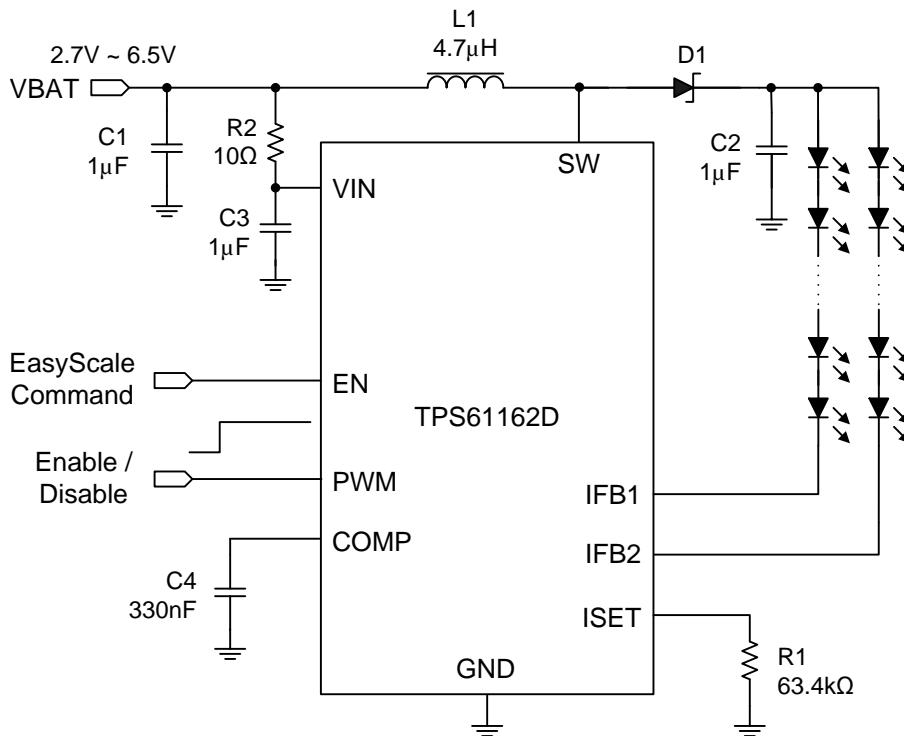 L1
4.7μH
2.7V ~ 6.5V
VBAT
D1
C1
1μF
R2
10Ω
SW
C2
1μF
VIN
C3
1μF
EasyScale
Command
EN
TPS61162D
Enable /
Disable
PWM
IFB1
COMP
IFB2
C4
330nF
ISET
GND
R1
63.4kΩ